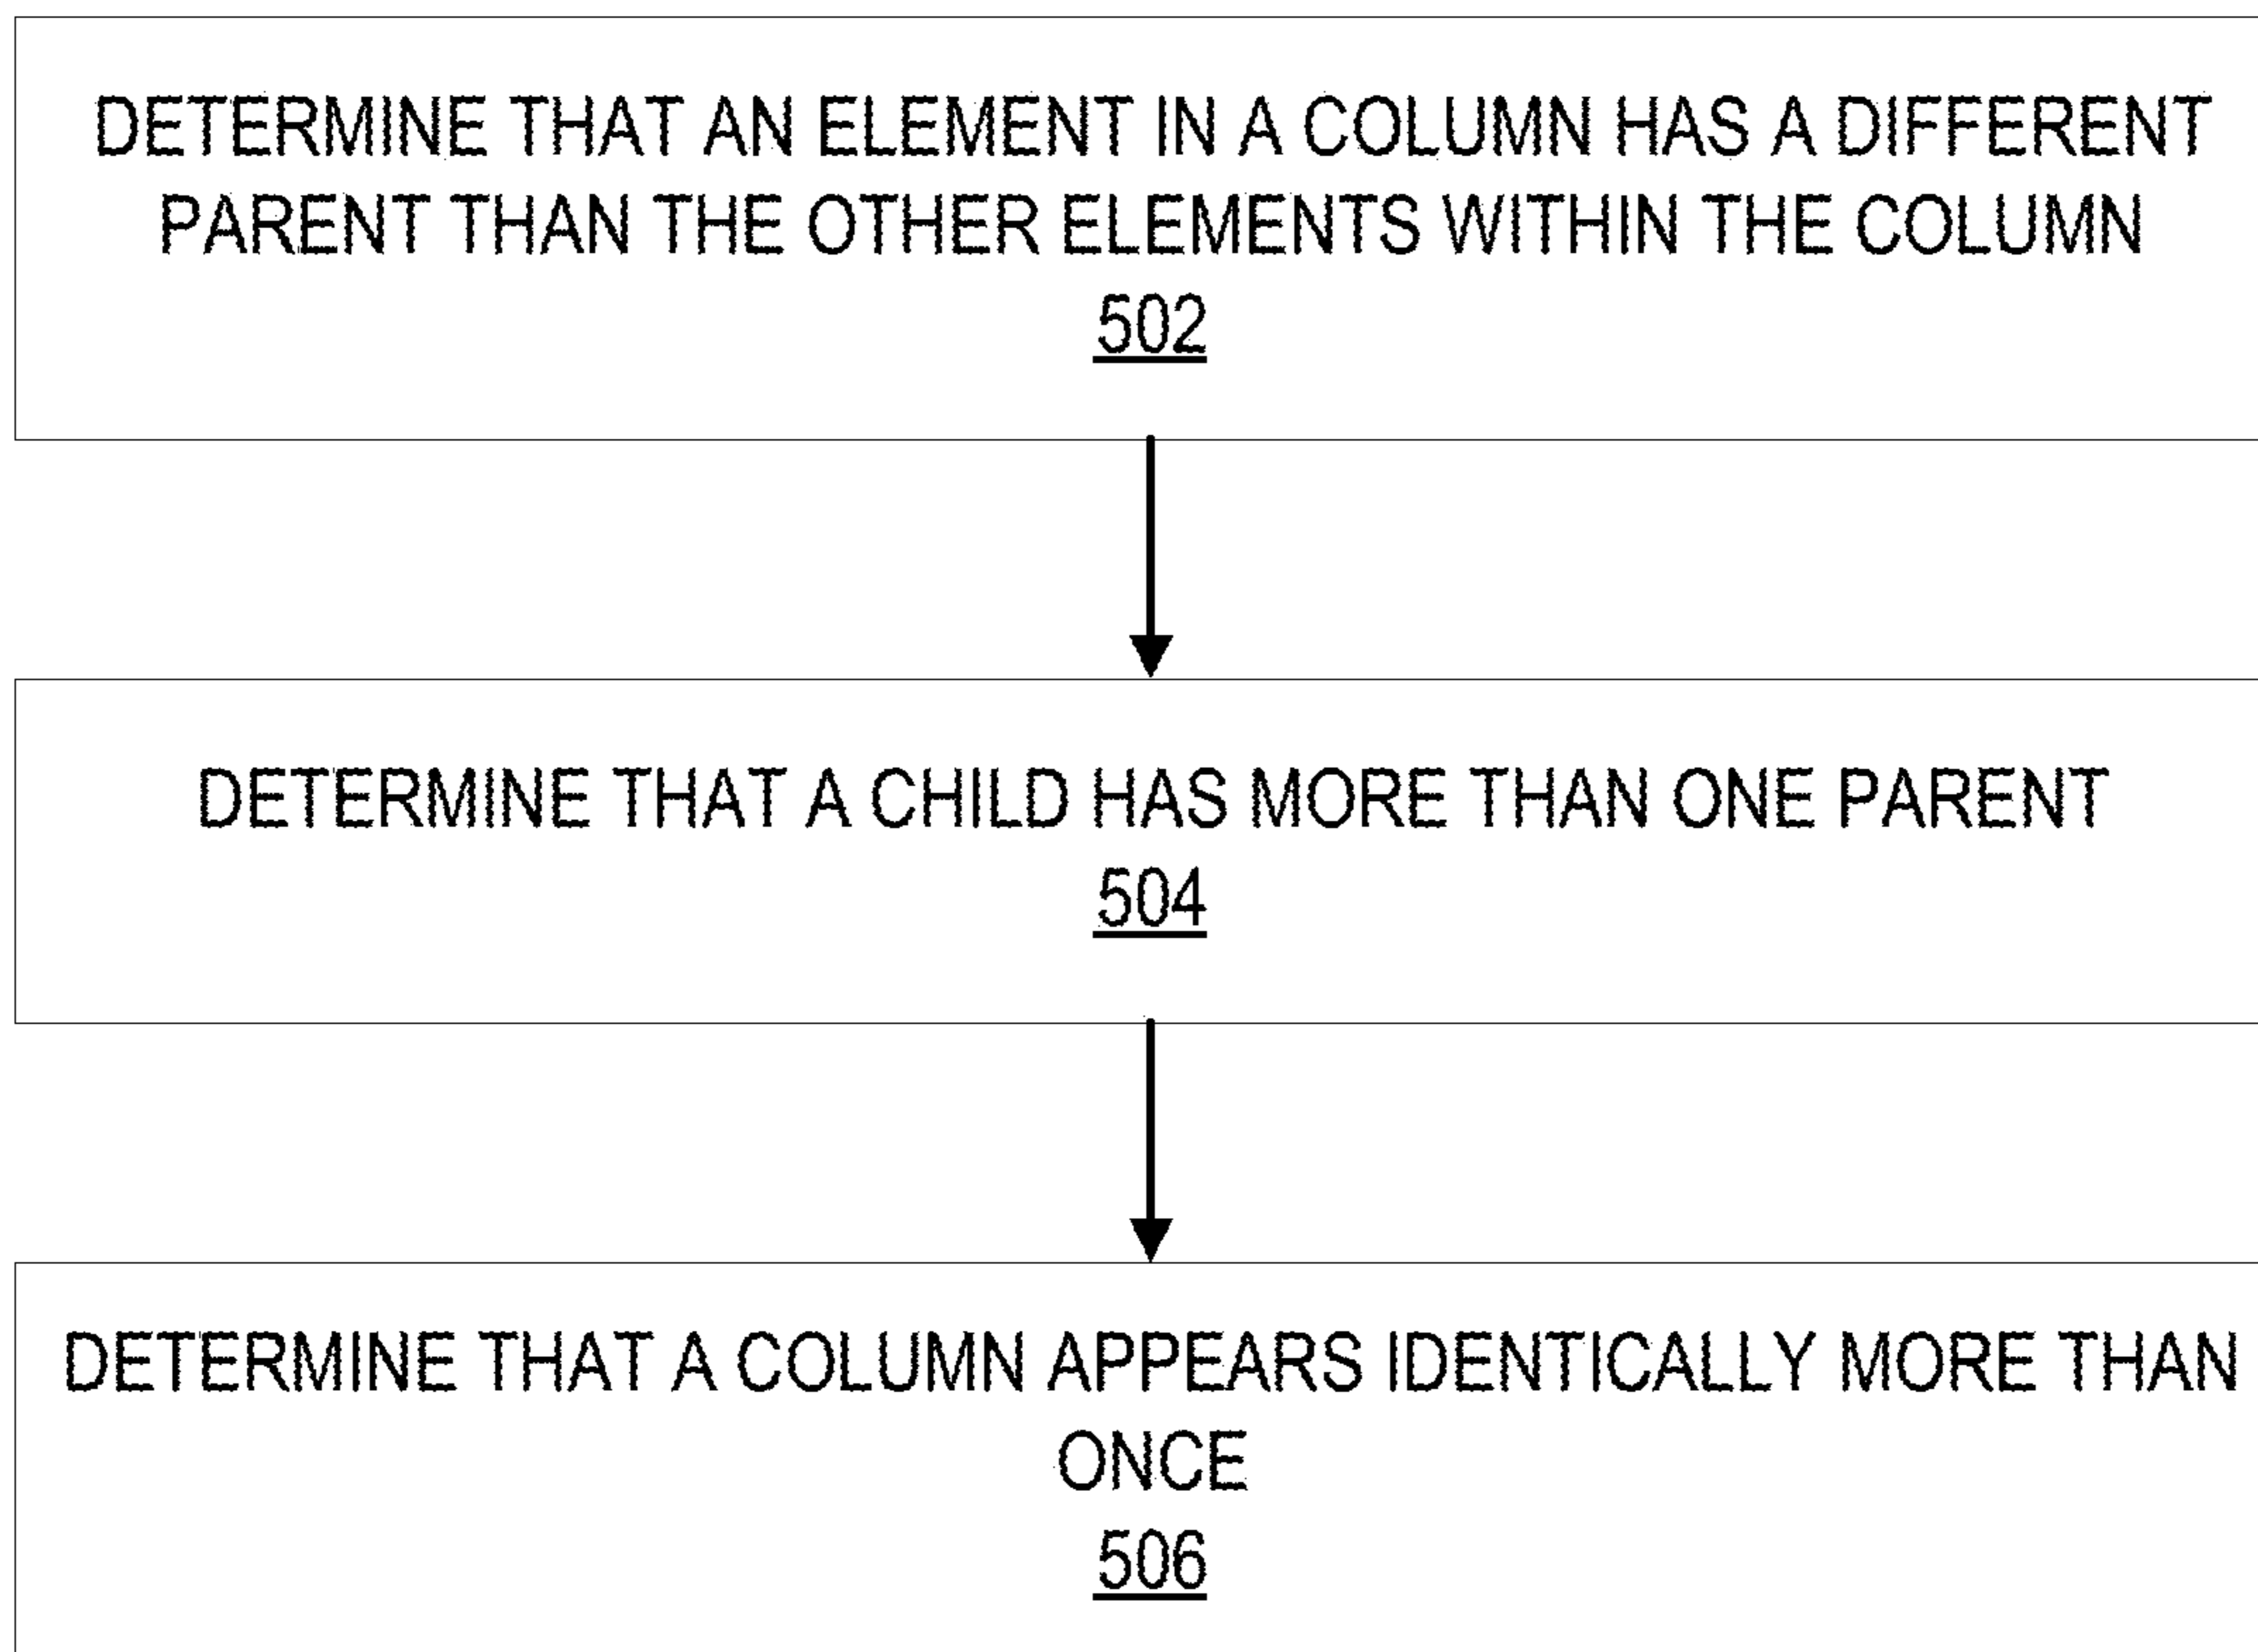 DETERMINE THAT AN ELEMENT IN A COLUMN HAS A DIFFERENT
PARENT THAN THE OTHER ELEMENTS WITHIN THE COLUMN
502
DETERMINE THAT A CHILD HAS MORE THAN ONE PARENT
504
DETERMINE THAT A COLUMN APPEARS IDENTICALLY MORE THAN
ONCE
506